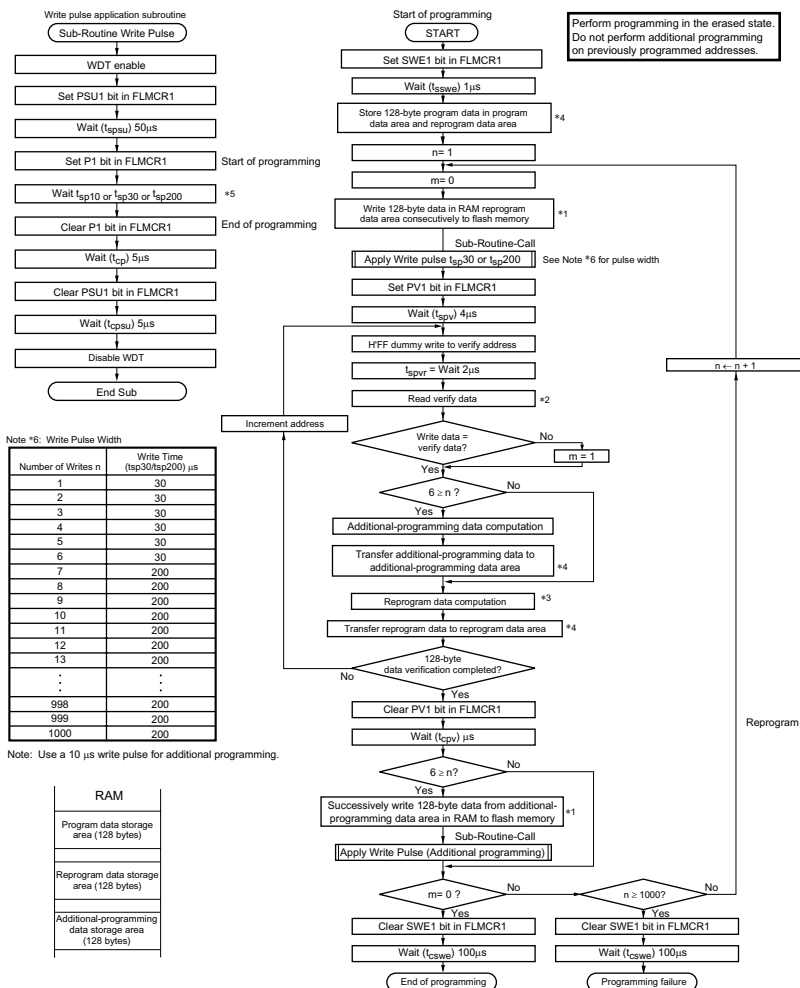 Write pulse application subroutine
Sub-Routine Write Pulse
WDT enable
Set PSU1 bit in FLMCR1
Wait (tspsu) 50μs
Set P1 bit in FLMCR1
Start of programming
Wait tsp10 or tsp30 or tsp200
*5
Clear P1 bit in FLMCR1
End of programming
Wait (tcp) 5μs
Clear PSU1 bit in FLMCR1
Wait (tcpsu) 5μs
Disable WDT
End Sub
Note *6: Write Pulse Width
Number of Writes n
Write Time
(tsp30/tsp200) μs
1 30
2 30
3 30
4 30
5 30
6 30
7 200
8 200
9 200
10 200
11 200
12 200
13 200
998 200
999 200
1000 200
Note: Use a 10 μs write pulse for additional programming.
RAM
Program data storage
area (128 bytes)
Reprogram data storage
area (128 bytes)
Additional-programming
data storage area
(128 bytes)
Start of programming
START
Set SWE1 bit in FLMCR1
Wait (tsswe) 1μs
Store 128-byte program data in program
data area and reprogram data area
*4
n= 1
m= 0
Write 128-byte data in RAM reprogram
data area consecutively to flash memory
*1
Sub-Routine-Call
Apply Write pulse tsp30 or tsp200
See Note *6 for pulse width
Set PV1 bit in FLMCR1
Wait (tspv) 4μs
H'FF dummy write to verify address
tspvr = Wait 2μs
Read verify data
*2
Increment address
Write data =
verify data?
No
m = 1
Yes
6 ≥ n ?
No
Yes
Additional-programming data computation
Transfer additional-programming data to
additional-programming data area
*4
Reprogram data computation
*3
Transfer reprogram data to reprogram data area
*4
128-byte
data verification completed?
No
Yes
Clear PV1 bit in FLMCR1
Wait (tcpv) μs
6 ≥ n?
No
Yes
Successively write 128-byte data from additional-
programming data area in RAM to flash memory
*1
Sub-Routine-Call
Apply Write Pulse (Additional programming)
m= 0 ?
No
Yes
Clear SWE1 bit in FLMCR1
Wait (tcswe) 100μs
End of programming
n ≥ 1000?
No
Yes
Clear SWE1 bit in FLMCR1
Wait (tcswe) 100μs
Programming failure
n ← n + 1
Reprogram
Perform programming in the erased state.
Do not perform additional programming
on previously programmed addresses.